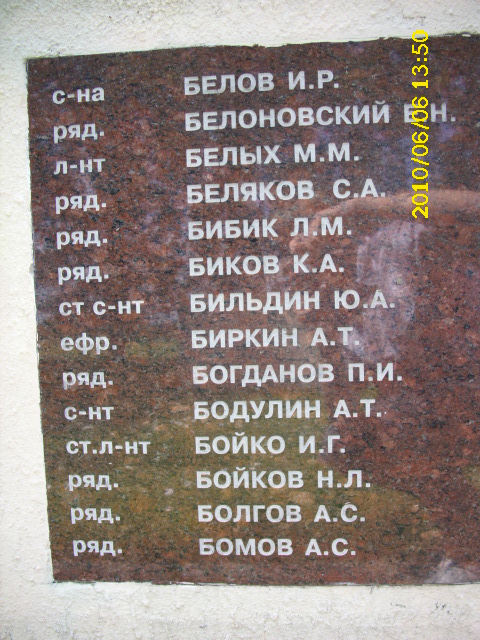 с-на БЕЛОВ И.Р.
ряд. БЕЛОНОВСКИЙ Е.Н.
л-нт БЕЛЫХ М.М.
ряд. БЕЛЯКОВ С.А.
ряд. БИБИК Л.М.
ряд. БИКОВ К.А.
ст с-нт БИЛЬДИН Ю.А.
ефр. БИРКИН А.Т.
ряд. БОГДАНОВ П.И.
с-нт БОДУЛИН А.Т.
ст.л-нт БОЙКО И.Г.
ряд. БОЙКОВ Н.Л.
ряд. БОЛГОВ А.С.
ряд. БОМОВ А.С.
2010/06/06 13:50